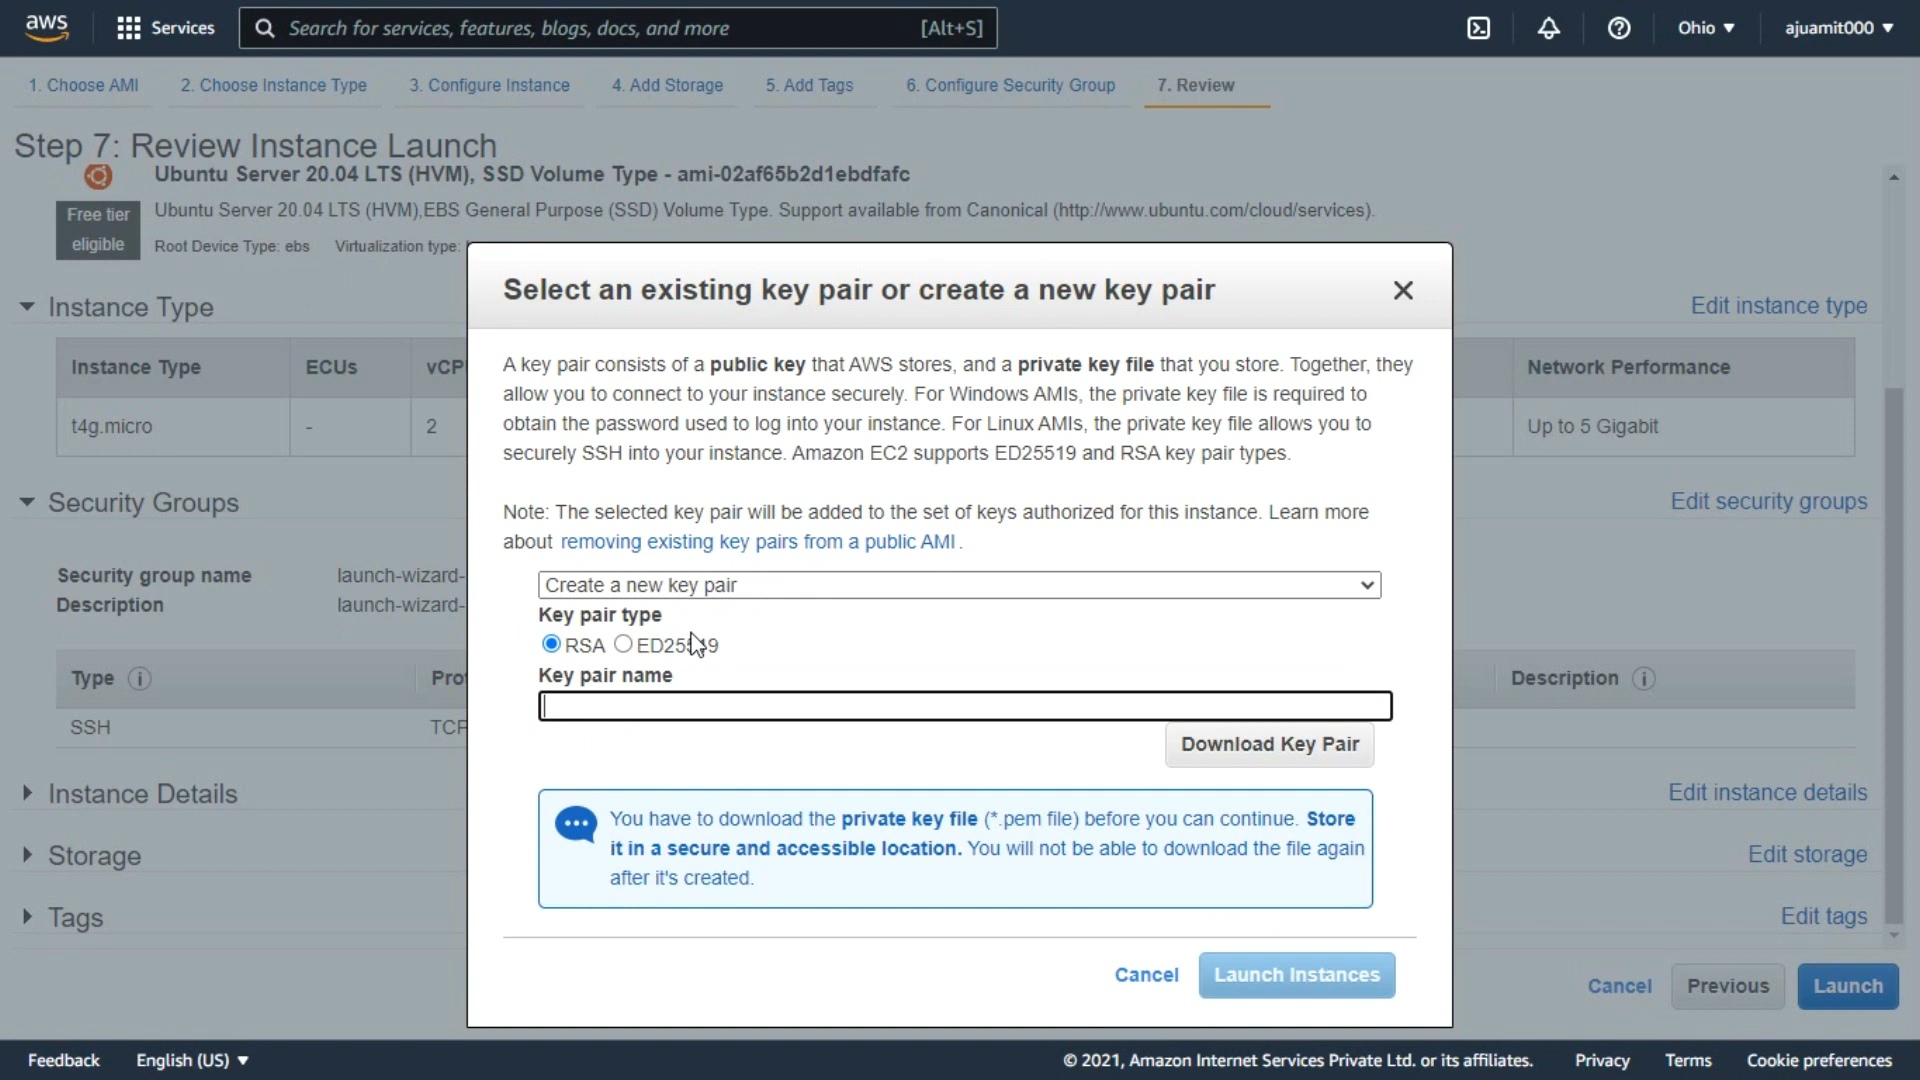 aws
Services
Search for services, features, blogs, docs, and more
[Alt+S]
Ohio ▼
ajuamit000 ▼
1. Choose AMI
2. Choose Instance Type
3. Configure Instance
4. Add Storage
5. Add Tags
6. Configure Security Group
7. Review
Step 7: Review Instance Launch
Ubuntu Server 20.04 LTS (HVM), SSD Volume Type - ami-02af65b2d1ebdfafc
Free tier
eligible
Ubuntu Server 20.04 LTS (HVM),EBS General Purpose (SSD) Volume Type. Support available from Canonical (http://www.ubuntu.com/cloud/services).
Root Device Type: ebs
Virtualization type:
Select an existing key pair or create a new key pair
A key pair consists of a public key that AWS stores, and a private key file that you store. Together, they
allow you to connect to your instance securely. For Windows AMIs, the private key file is required to
obtain the password used to log into your instance. For Linux AMIs, the private key file allows you to
securely SSH into your instance. Amazon EC2 supports ED25519 and RSA key pair types.
Note: The selected key pair will be added to the set of keys authorized for this instance. Learn more
about removing existing key pairs from a public AMI.
Create a new key pair
Key pair type
RSA
Key pair name
Download Key Pair
You have to download the private key file (*.pem file) before you can continue. Store
it in a secure and accessible location. You will not be able to download the file again
after it's created.
Cancel
Launch Instances
Instance Type
Edit instance type
Instance Type
ECUs
vCP
Network Performance
t4g.micro
-
2
Up to 5 Gigabit
Security Groups
Edit security groups
Security group name
launch-wizard-
Description
launch-wizard-
Type
Pro
Description
SSH
TCP
Instance Details
Edit instance details
Storage
Edit storage
Tags
Edit tags
Cancel
Previous
Launch
Feedback
English (US) ▼
© 2021, Amazon Internet Services Private Ltd. or its affiliates.
Privacy
Terms
Cookie preferences